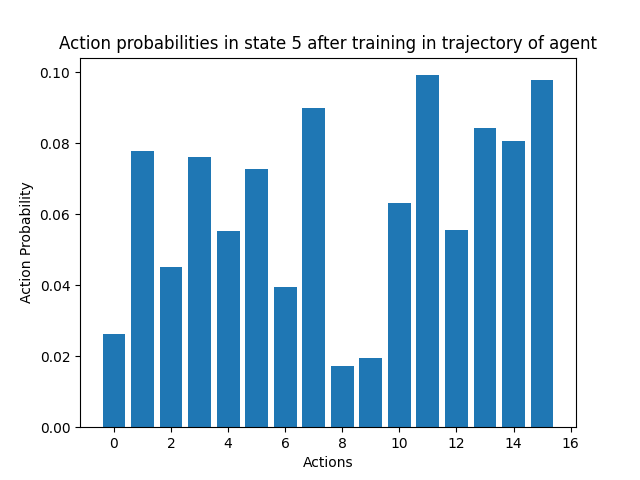 Action probabilities in state 5 after training in trajectory of agent
0.10
0.08
0.06
0.04
0.02
0.00
Action Probability
0 2 4 6 8 10 12 14 16
Actions